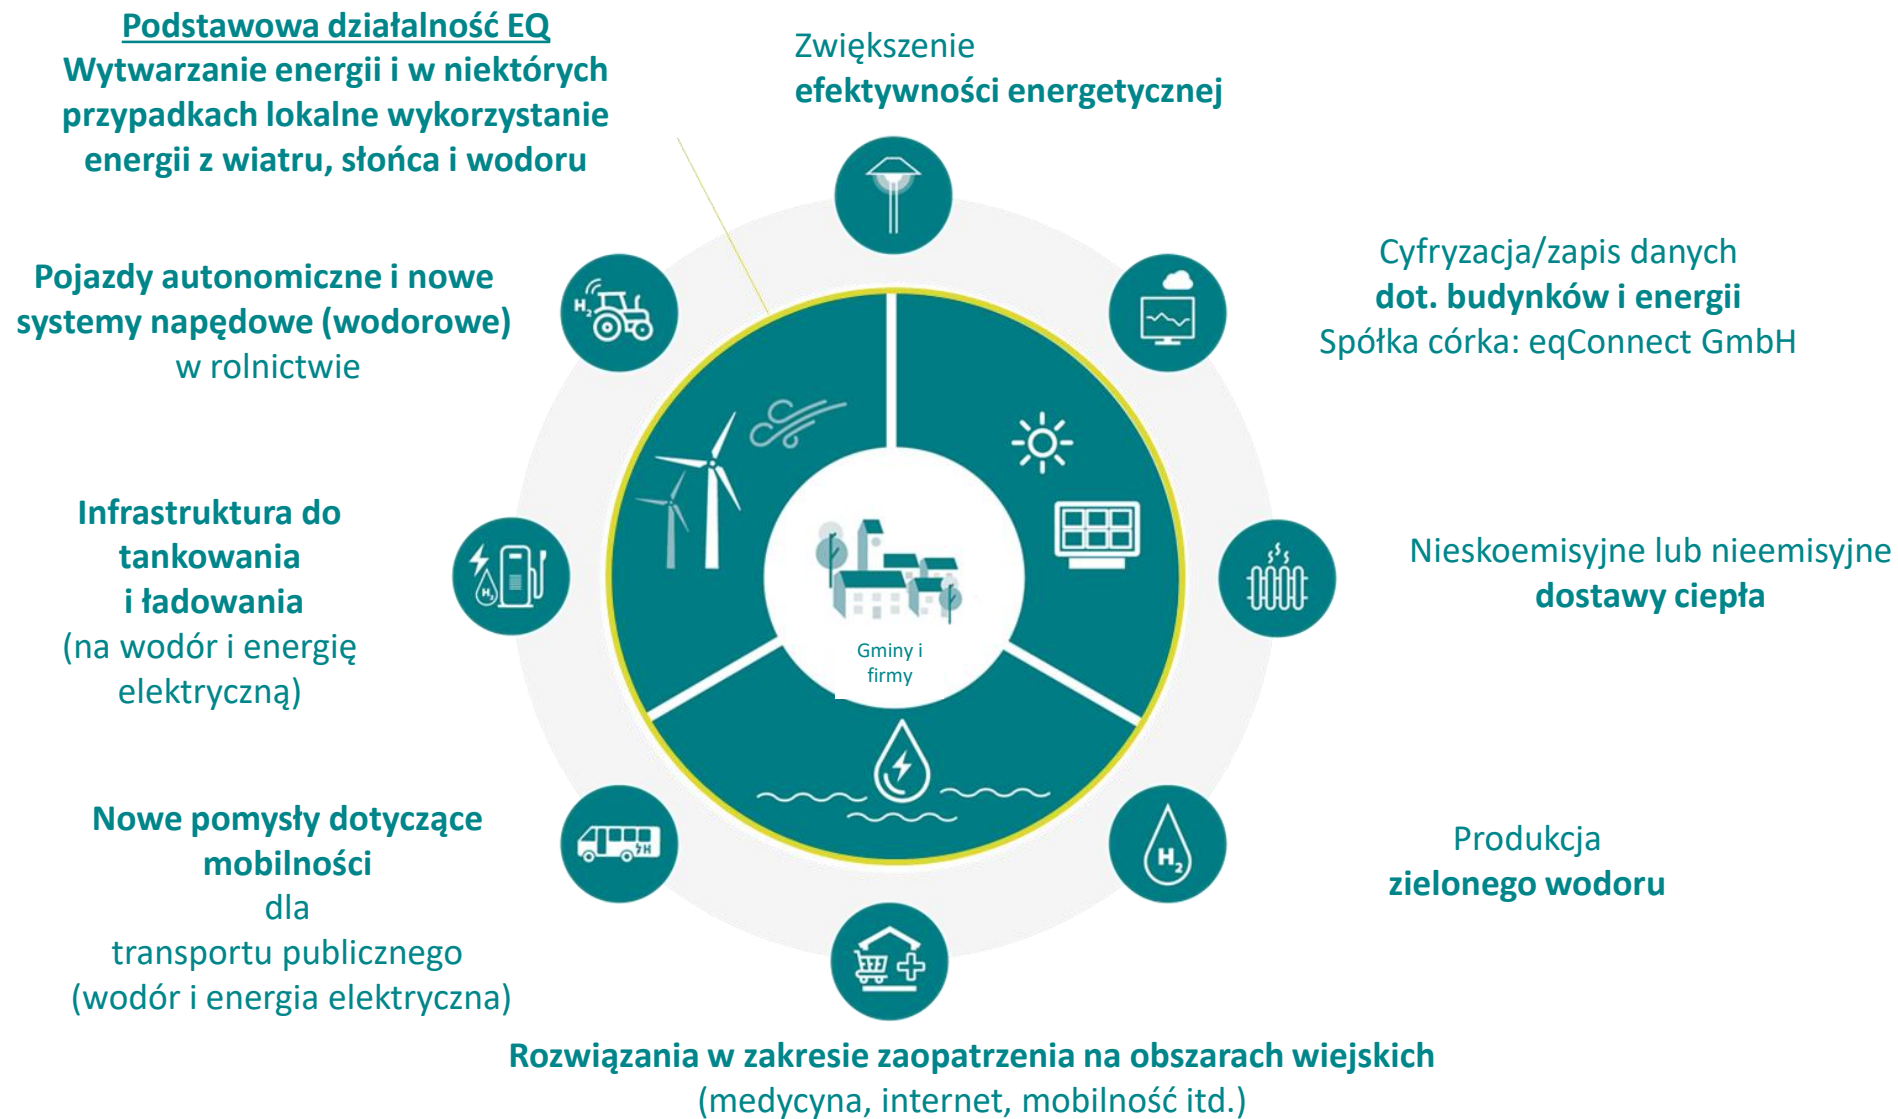 Podstawowa działalność EQ
Wytwarzanie energii i w niektórych
przypadkach lokalne wykorzystanie
energii z wiatru, słońca i wodoru
Zwiększenie
efektywności energetycznej
Pojazdy autonomiczne i nowe
systemy napędowe (wodorowe)
w rolnictwie
H2
Cyfryzacja/zapis danych
dot. budynków i energii
Spółka córka: eqConnect GmbH
Infrastruktura do
tankowania
i ładowania
(na wodór i energię
elektryczną)
H2
Gminy i
firmy
Nieskoemisyjne lub nieemisyjne
dostawy ciepła
Nowe pomysły dotyczące
mobilności
dla
transportu publicznego
(wodór i energia elektryczna)
H
H2
Produkcja
zielonego wodoru
Rozwiązania w zakresie zaopatrzenia na obszarach wiejskich
(medycyna, internet, mobilność itd.)